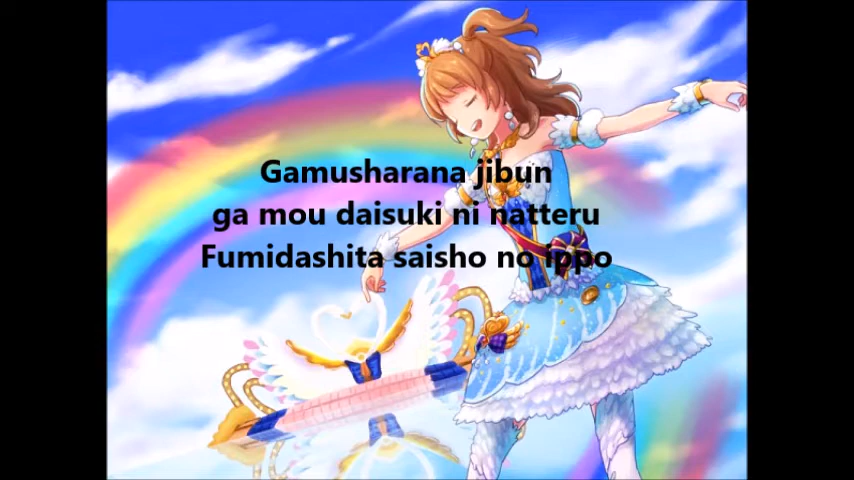 Gamusharana jibun
ga mou daisuki ni natteru
Fumidashita saisho no ippo